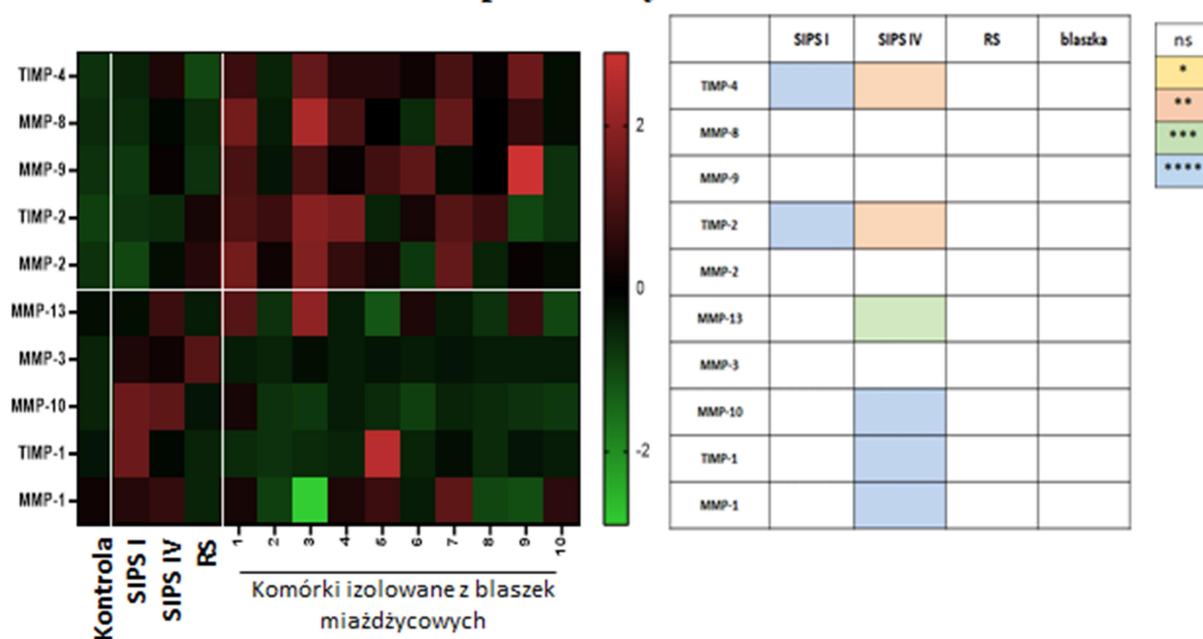 TIMP-4
MMP-8
MMP-9
TIMP-2
MMP-2
MMP-13
MMP-3
MMP-10
TIMP-1
MMP-1
Kontrola
SIPS I
SIPS IV
RS
1
2
3
4
5
6
7
8
9
10
Komórki izolowane z blaszek
miażdżycowych
2
0
-2
SIPS I SIPS IV RS blaszka
TIMP-4
MMP-8
MMP-9
TIMP-2
MMP-2
MMP-13
MMP-3
MMP-10
TIMP-1
MMP-1
ns
*
**
***
****